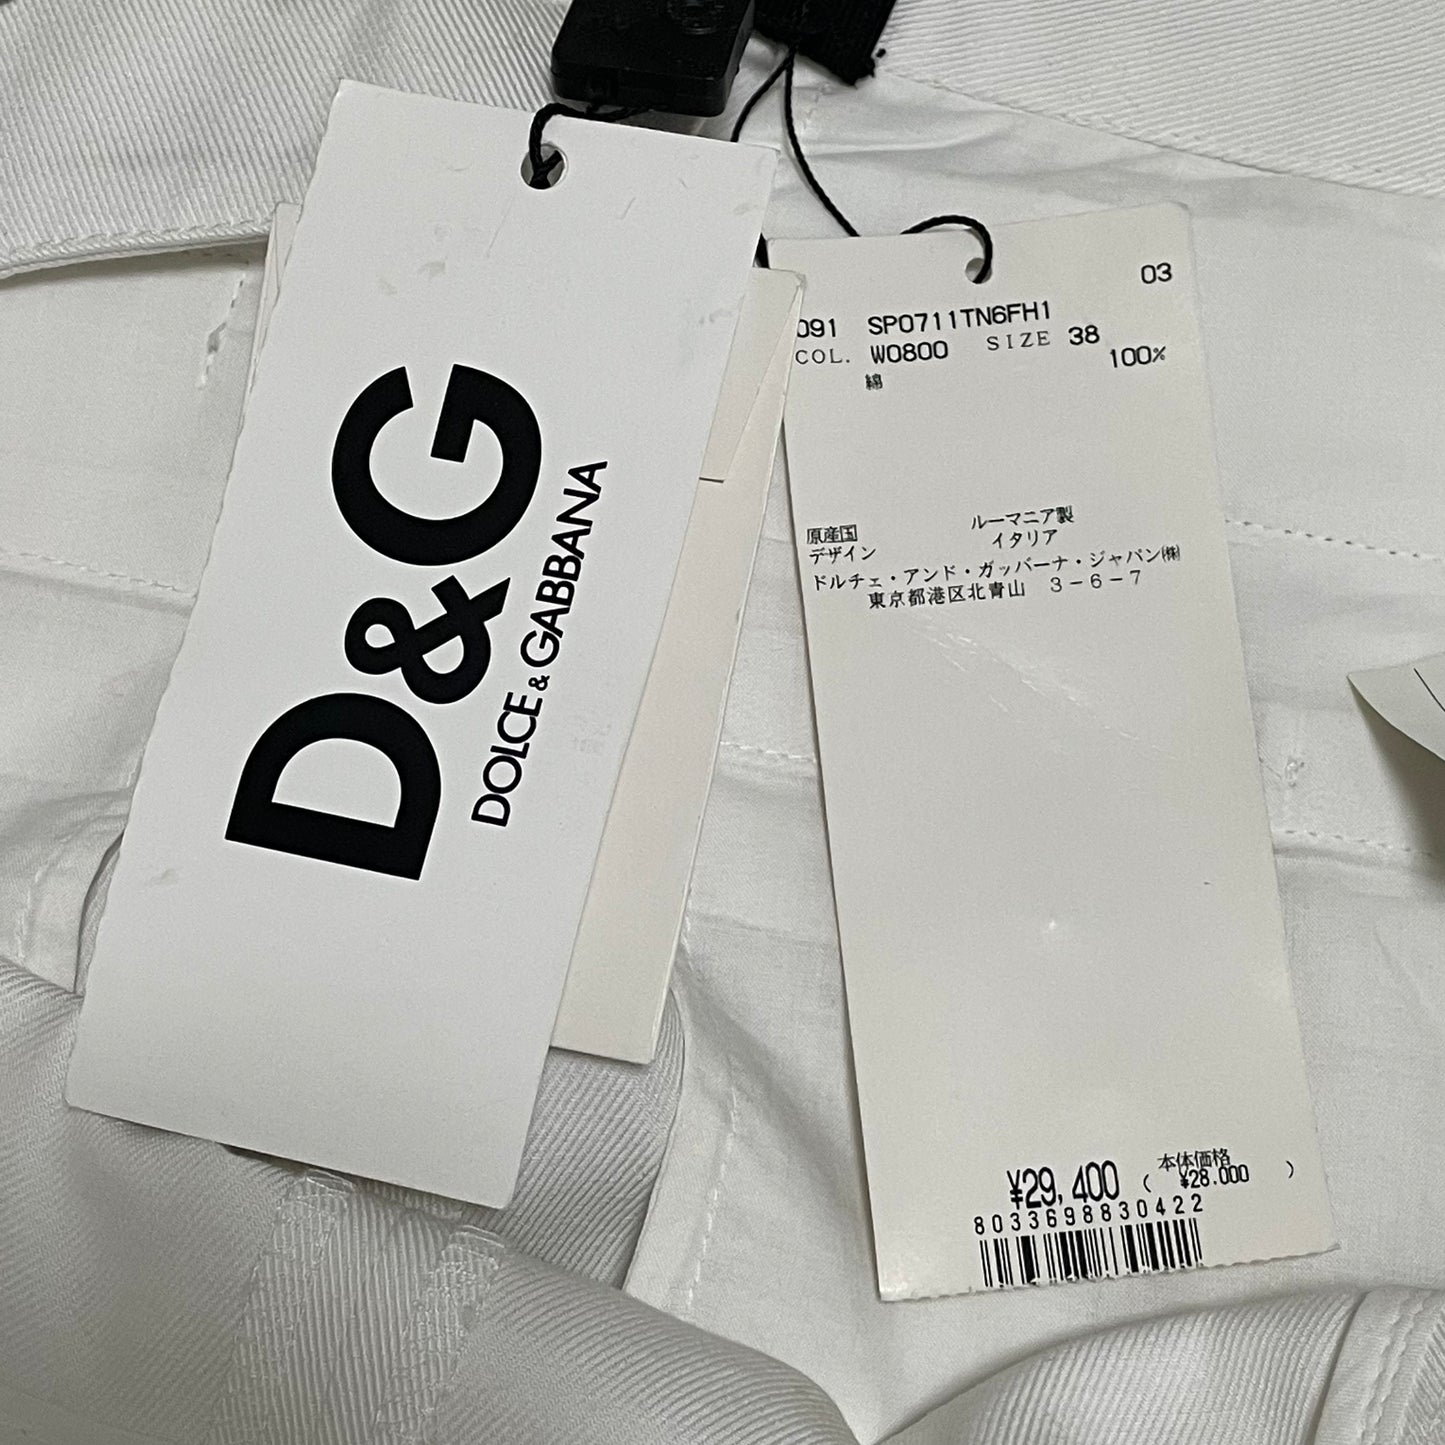 D&G
DOLCE & GABBANA
03
091 SP0711TN6FH1
COL. W0800 SIZE 38
綿 100%
原産国 ルーマニア製
デザイン イタリア
ドルチェ・アンド・ガッバーナ・ジャパン㈱
東京都港区北青山 3-6-7
¥29,400 ( 本体価格 ¥28.000 )
8033698830422